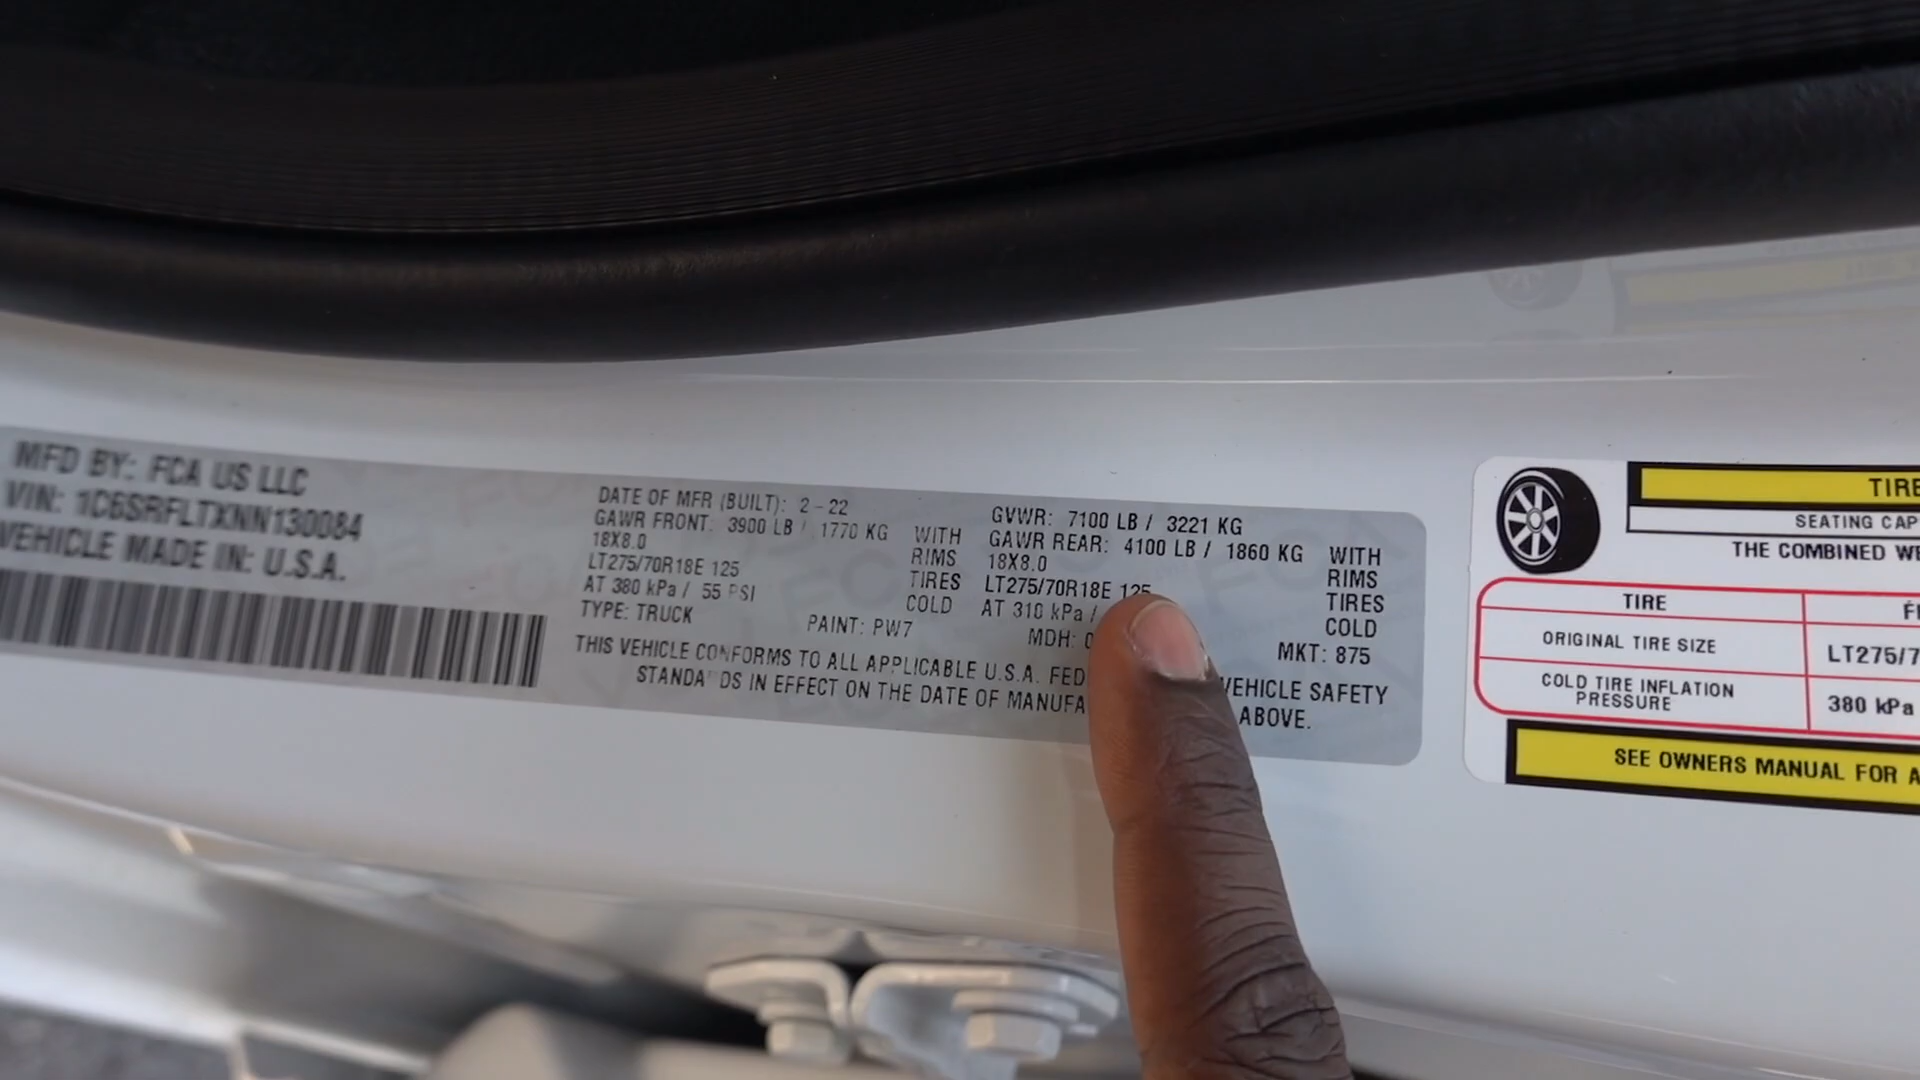 MFD BY: FCA US LLC
VIN: 1C6SRFLTXNN130084
VEHICLE MADE IN: U.S.A.
DATE OF MFR (BUILT): 2-22
GAWR FRONT: 3900 LB / 1770 KG WITH
18X8.0 RIMS
LT275/70R18E 125 TIRES
AT 380 kPa / 55 PSI COLD
TYPE: TRUCK PAINT: PW7
GVWR: 7100 LB / 3221 KG
GAWR REAR: 4100 LB / 1860 KG WITH
18X8.0 RIMS
LT275/70R18E 125 TIRES
AT 310 kPa / COLD
MDH: MKT: 875
THIS VEHICLE CONFORMS TO ALL APPLICABLE U.S.A. FED VEHICLE SAFETY
STANDARDS IN EFFECT ON THE DATE OF MANUFA ABOVE.
TIRE
SEATING CAP
THE COMBINED WE
TIRE
ORIGINAL TIRE SIZE LT275/7
COLD TIRE INFLATION
PRESSURE 380 kPa
SEE OWNERS MANUAL FOR A